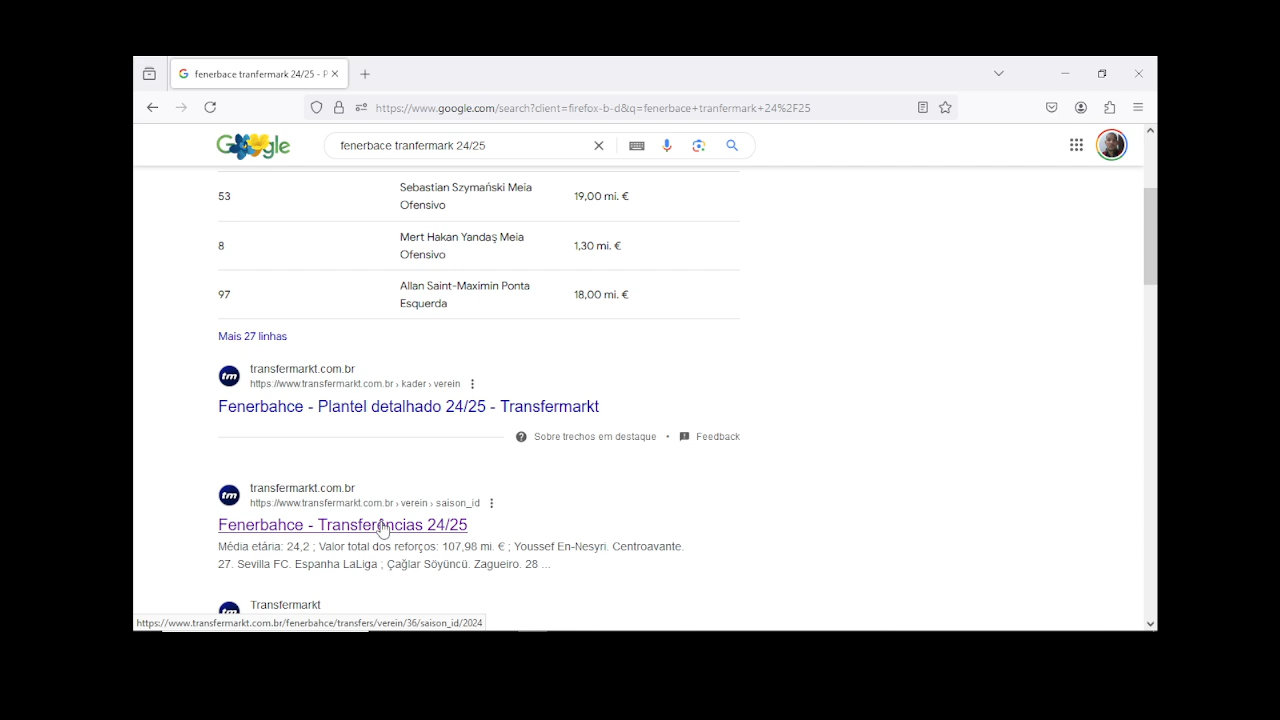 fenerbace tranfermark 24/25 - P
https://www.google.com/search?client=firefox-b-d&q=fenerbace+tranfermark+24%2F25
Google
fenerbace tranfermark 24/25
53
Sebastian Szymański Meia
Ofensivo
19,00 mi. €
8
Mert Hakan Yandaş Meia
Ofensivo
1,30 mi. €
97
Allan Saint-Maximin Ponta
Esquerda
18,00 mi. €
Mais 27 linhas
tm
transfermarkt.com.br
https://www.transfermarkt.com.br › kader › verein
Fenerbahce - Plantel detalhado 24/25 - Transfermarkt
Sobre trechos em destaque • Feedback
tm
transfermarkt.com.br
https://www.transfermarkt.com.br › verein › saison_id
Fenerbahce - Transferências 24/25
Média etária: 24,2 ; Valor total dos reforços: 107,98 mi. € ; Youssef En-Nesyri. Centroavante.
27. Sevilla FC. Espanha LaLiga ; Çağlar Söyüncü. Zagueiro. 28 ...
tm
Transfermarkt
https://www.transfermarkt.com.br/fenerbahce/transfers/verein/36/saison_id/2024